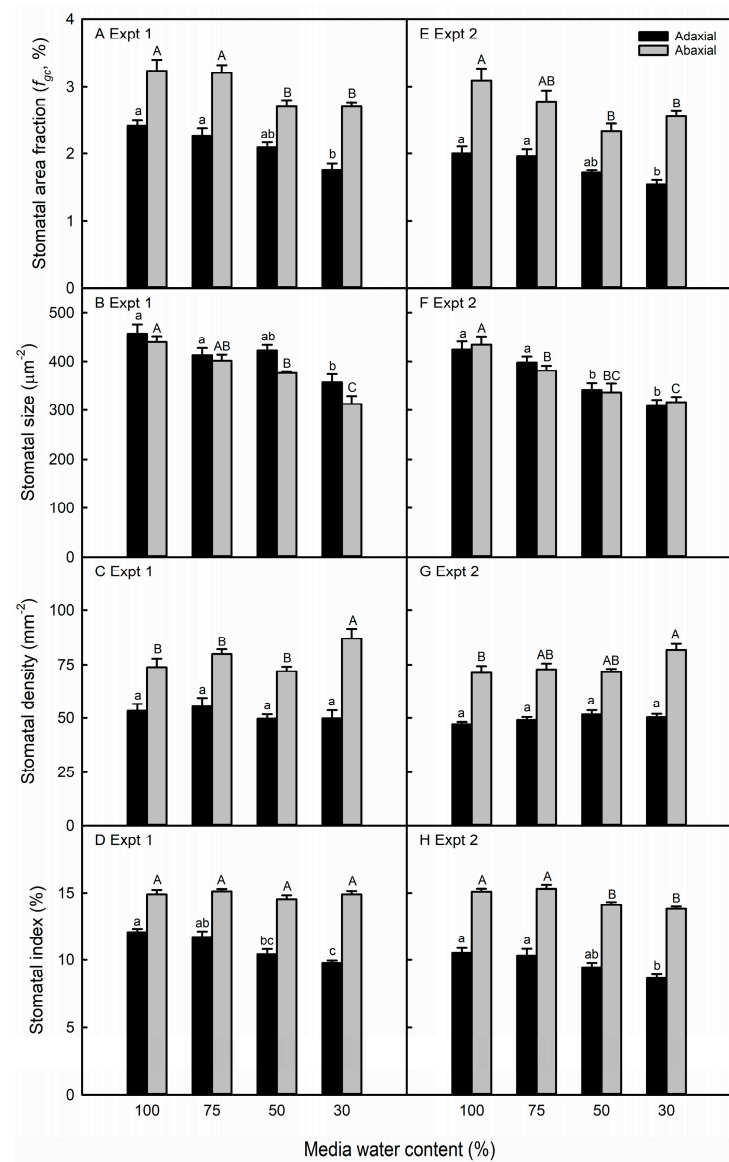 A Expt 1
E Expt 2
Adaxial
Abaxial
Stomatal area fraction (f_gc, %)
4
3
2
1
0
A
A
B
B
a
a
ab
b
A
AB
B
B
a
a
ab
b
B Expt 1
F Expt 2
Stomatal size (μm⁻²)
500
400
300
200
100
0
a
A
a
AB
ab
B
b
C
a
A
a
B
b
BC
b
C
C Expt 1
G Expt 2
Stomatal density (mm⁻²)
100
75
50
25
0
a
B
a
B
a
B
a
A
a
B
a
AB
a
AB
a
A
D Expt 1
H Expt 2
Stomatal index (%)
15
10
5
0
a
A
ab
A
bc
A
c
A
a
A
a
A
ab
B
b
B
100 75 50 30 100 75 50 30
Media water content (%)